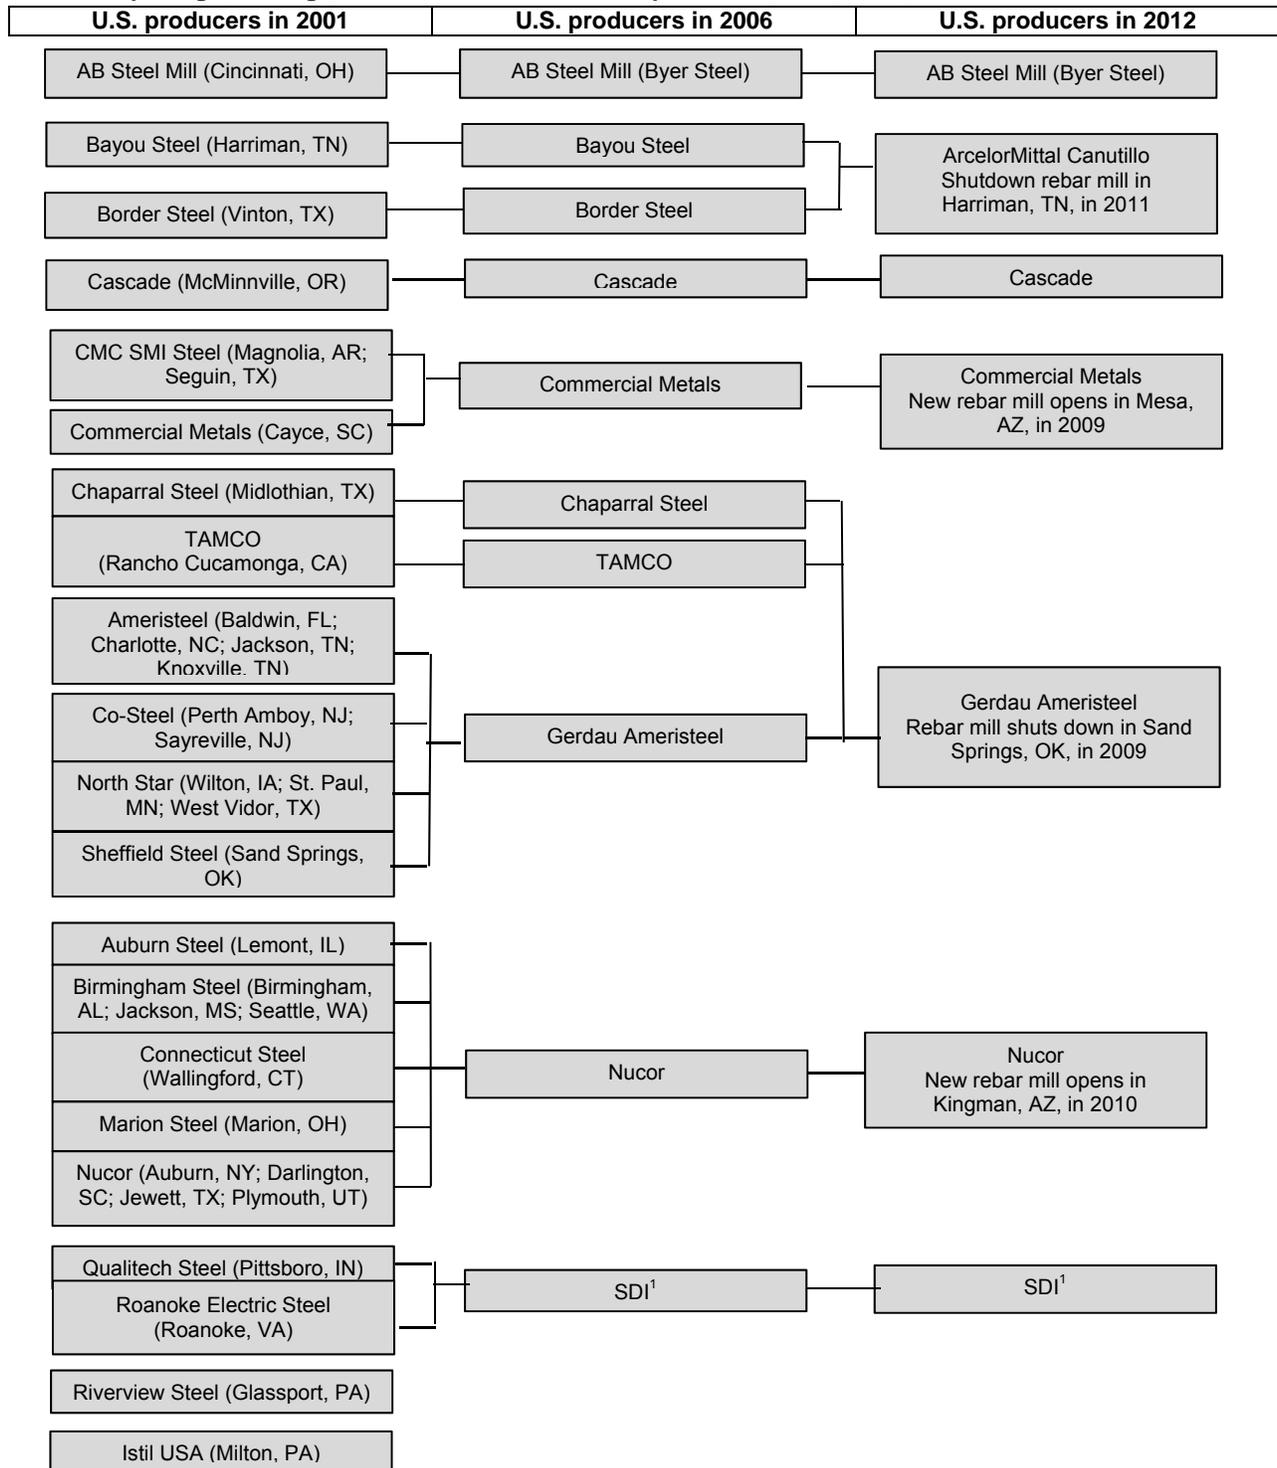 U.S. producers in 2001
U.S. producers in 2006
U.S. producers in 2012
AB Steel Mill (Cincinnati, OH)
AB Steel Mill (Byer Steel)
AB Steel Mill (Byer Steel)
Bayou Steel (Harriman, TN)
Bayou Steel
ArcelorMittal Canutillo
Shutdown rebar mill in
Harriman, TN, in 2011
Border Steel (Vinton, TX)
Border Steel
Cascade (McMinnville, OR)
Cascade
Cascade
CMC SMI Steel (Magnolia, AR;
Seguin, TX)
Commercial Metals
Commercial Metals
New rebar mill opens in Mesa,
AZ, in 2009
Commercial Metals (Cayce, SC)
Chaparral Steel (Midlothian, TX)
Chaparral Steel
TAMCO
(Rancho Cucamonga, CA)
TAMCO
Ameristeel (Baldwin, FL;
Charlotte, NC; Jackson, TN;
Knoxville, TN)
Co-Steel (Perth Amboy, NJ;
Sayreville, NJ)
Gerdau Ameristeel
Gerdau Ameristeel
Rebar mill shuts down in Sand
Springs, OK, in 2009
North Star (Wilton, IA; St. Paul,
MN; West Vidor, TX)
Sheffield Steel (Sand Springs,
OK)
Auburn Steel (Lemont, IL)
Birmingham Steel (Birmingham,
AL; Jackson, MS; Seattle, WA)
Connecticut Steel
(Wallingford, CT)
Nucor
Nucor
New rebar mill opens in
Kingman, AZ, in 2010
Marion Steel (Marion, OH)
Nucor (Auburn, NY; Darlington,
SC; Jewett, TX; Plymouth, UT)
Qualitech Steel (Pittsboro, IN)
SDI¹
SDI¹
Roanoke Electric Steel
(Roanoke, VA)
Riverview Steel (Glassport, PA)
Istil USA (Milton, PA)